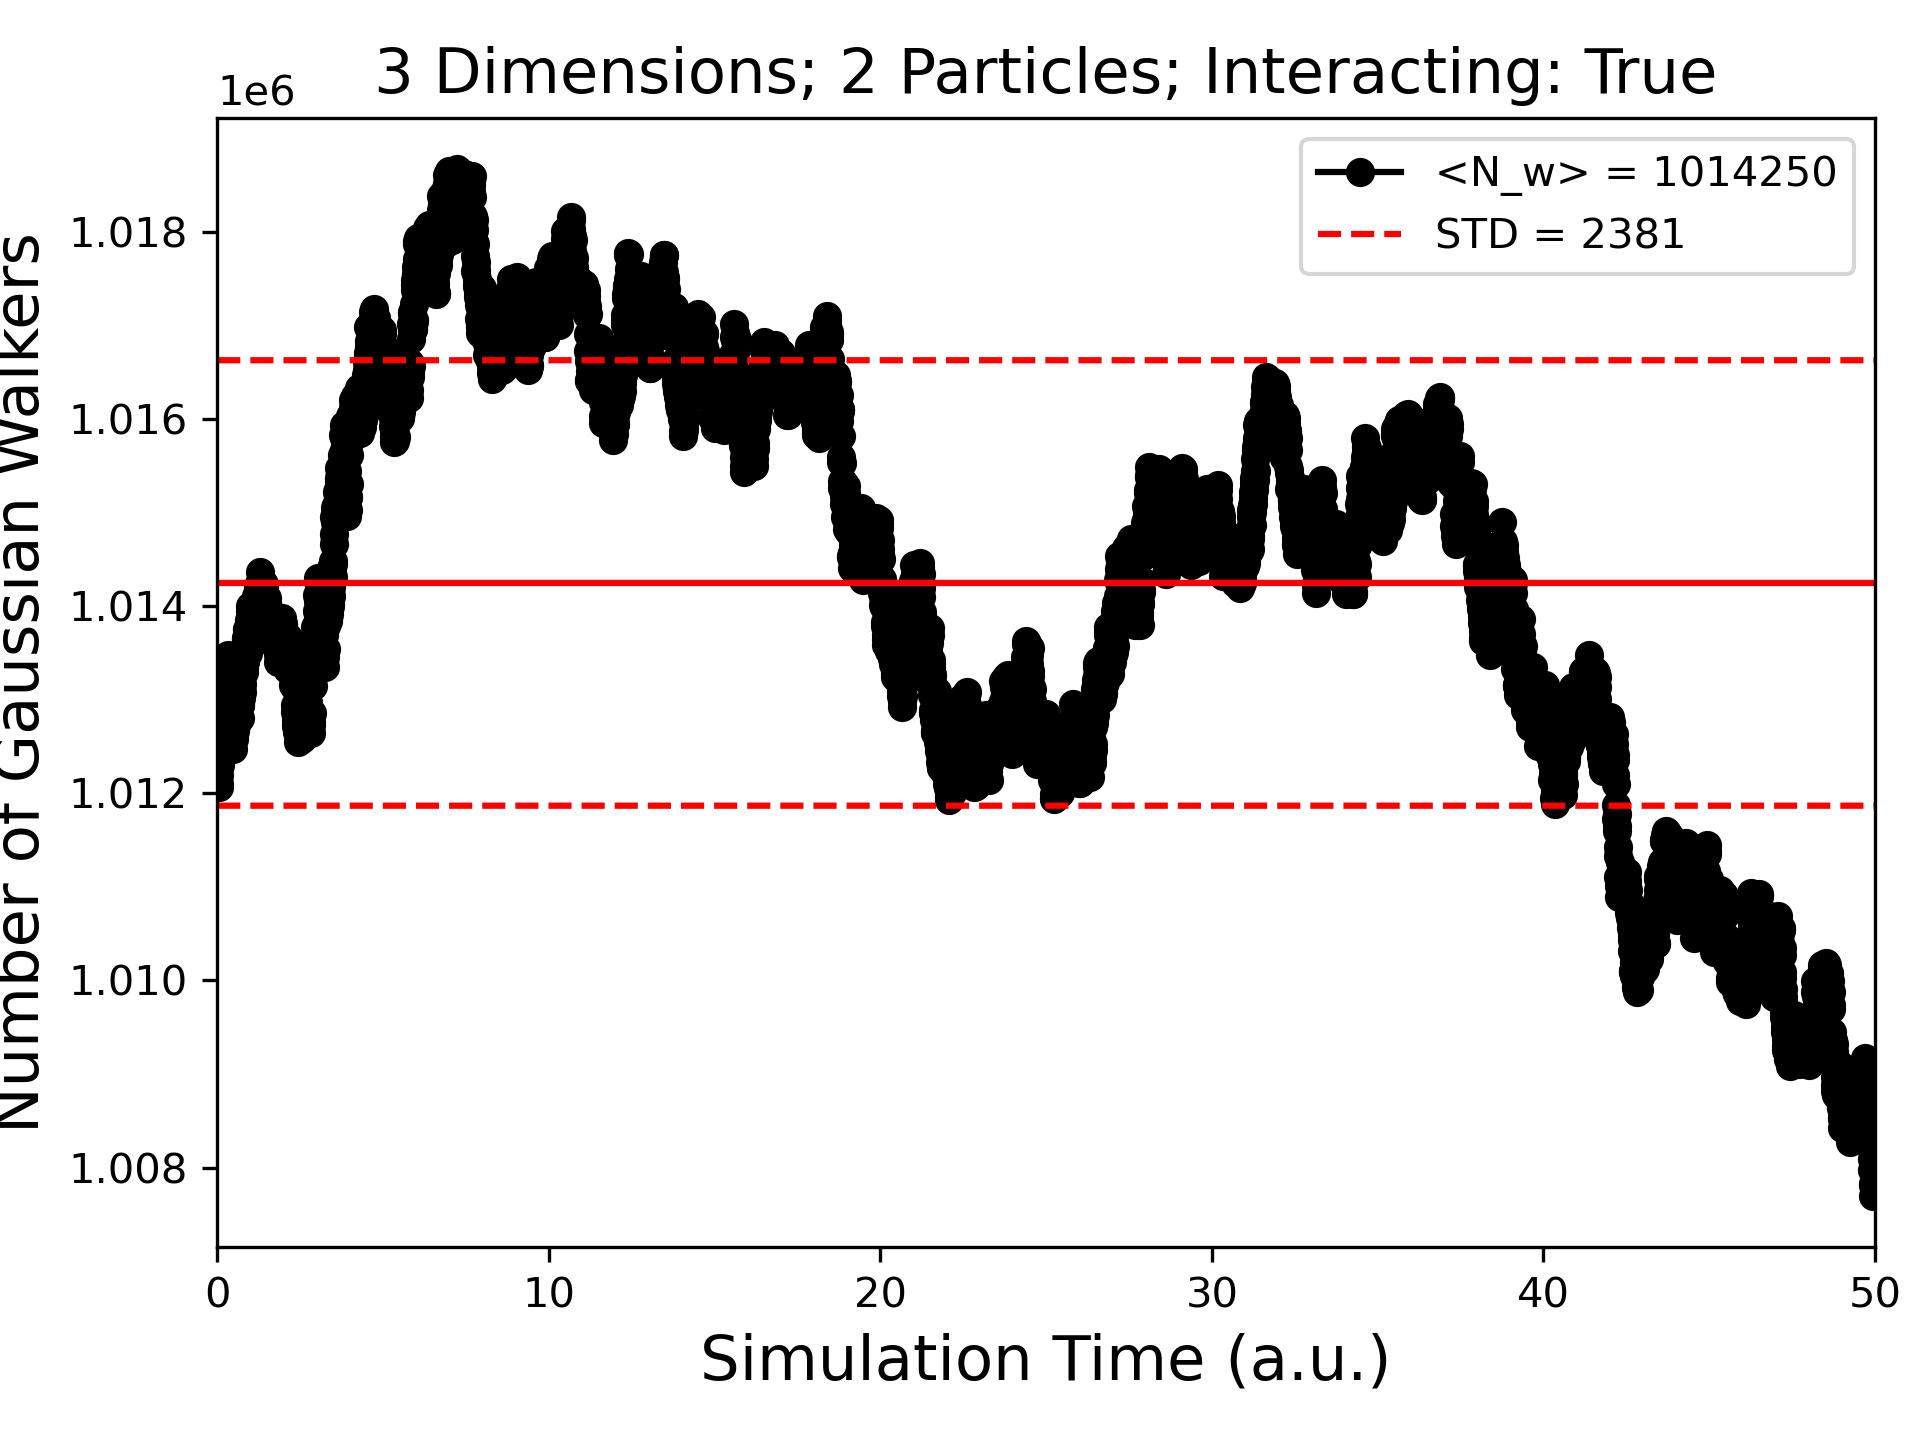 3 Dimensions; 2 Particles; Interacting: True
1e6
<N_w> = 1014250
STD = 2381
Number of Gaussian Walkers
1.018
1.016
1.014
1.012
1.010
1.008
0 10 20 30 40 50
Simulation Time (a.u.)